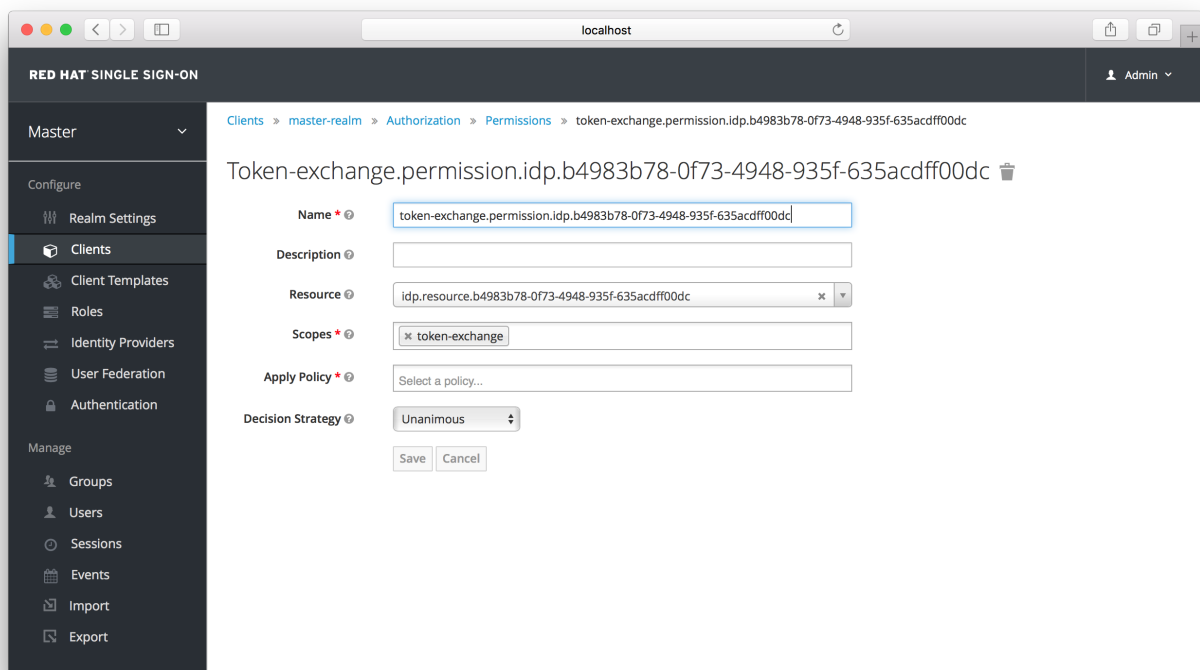 localhost
RED HAT SINGLE SIGN-ON
Admin
Master
Configure
Realm Settings
Clients
Client Templates
Roles
Identity Providers
User Federation
Authentication
Manage
Groups
Users
Sessions
Events
Import
Export
Clients » master-realm » Authorization » Permissions » token-exchange.permission.idp.b4983b78-0f73-4948-935f-635acdff00dc
Token-exchange.permission.idp.b4983b78-0f73-4948-935f-635acdff00dc
Name * token-exchange.permission.idp.b4983b78-0f73-4948-935f-635acdff00dc
Description
Resource idp.resource.b4983b78-0f73-4948-935f-635acdff00dc
Scopes * token-exchange
Apply Policy * Select a policy...
Decision Strategy Unanimous
Save Cancel